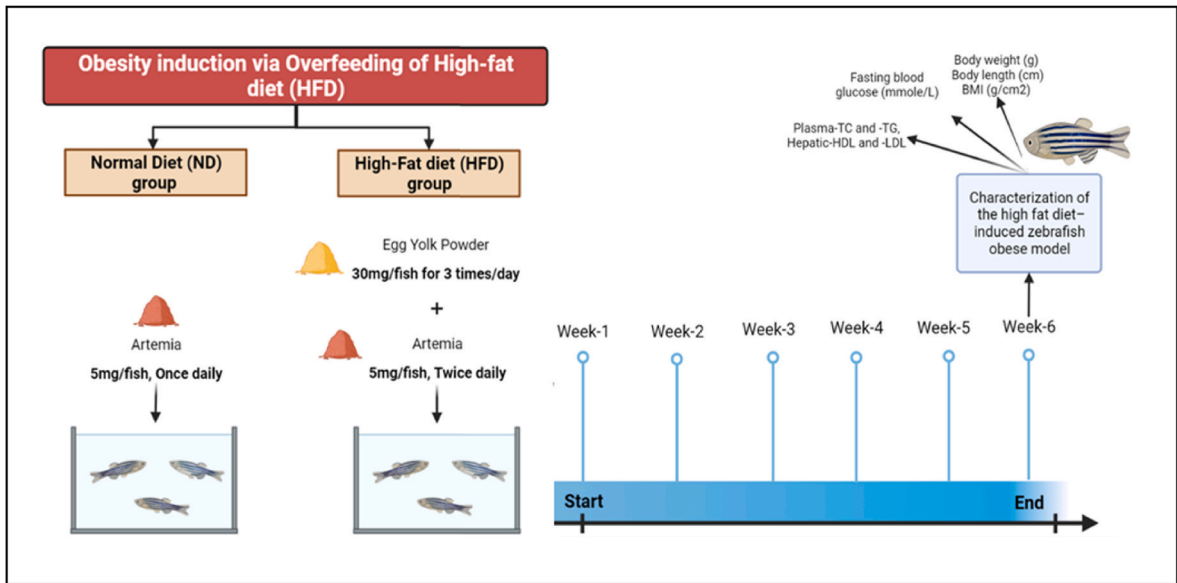 Obesity induction via Overfeeding of High-fat
diet (HFD)
Normal Diet (ND)
group
High-Fat diet (HFD)
group
Egg Yolk Powder
30mg/fish for 3 times/day
+
Artemia
5mg/fish, Once daily
Artemia
5mg/fish, Twice daily
Body weight (g)
Body length (cm)
BMI (g/cm2)
Fasting blood
glucose (mmole/L)
Plasma-TC and -TG,
Hepatic-HDL and -LDL
Characterization of
the high fat diet–
induced zebrafish
obese model
Week-1
Week-2
Week-3
Week-4
Week-5
Week-6
Start
End